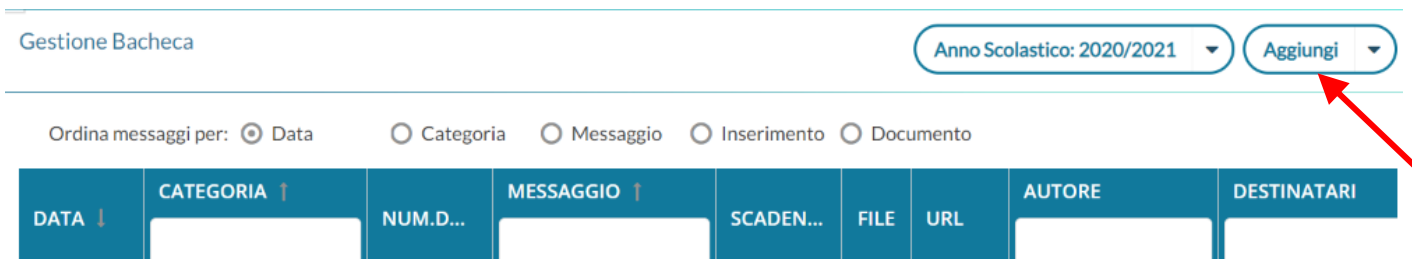 Gestione Bacheca
Anno Scolastico: 2020/2021
Aggiungi
Ordina messaggi per: Data Categoria Messaggio Inserimento Documento
DATA ↓ CATEGORIA ↑ NUM.D... MESSAGGIO ↑ SCADEN... FILE URL AUTORE DESTINATARI